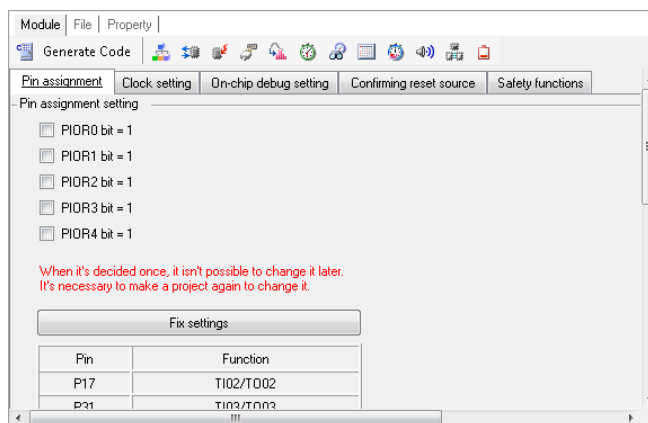 Module File Property
Generate Code
Pin assignment Clock setting On-chip debug setting Confirming reset source Safety functions
Pin assignment setting
PIOR0 bit = 1
PIOR1 bit = 1
PIOR2 bit = 1
PIOR3 bit = 1
PIOR4 bit = 1
When it's decided once, it isn't possible to change it later.
It's necessary to make a project again to change it.
Fix settings
Pin Function
P17 TI02/TO02
P31 TI03/TO03